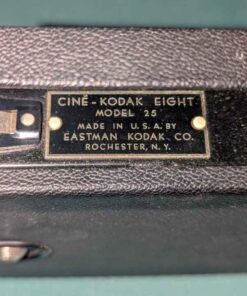 CINÉ-KODAK EIGHT
MODEL 25
MADE IN U.S.A. BY
EASTMAN KODAK CO.
ROCHESTER, N.Y.